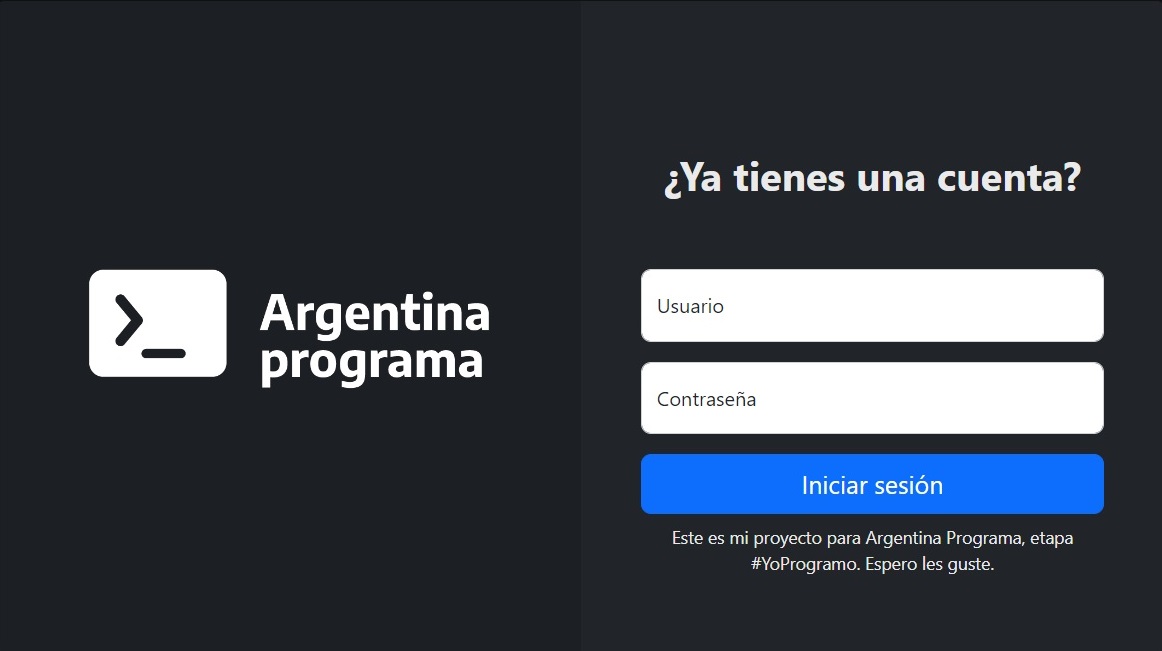 Argentina
programa
¿Ya tienes una cuenta?
Usuario
Contraseña
Iniciar sesión
Este es mi proyecto para Argentina Programa, etapa
#YoProgramo. Espero les guste.